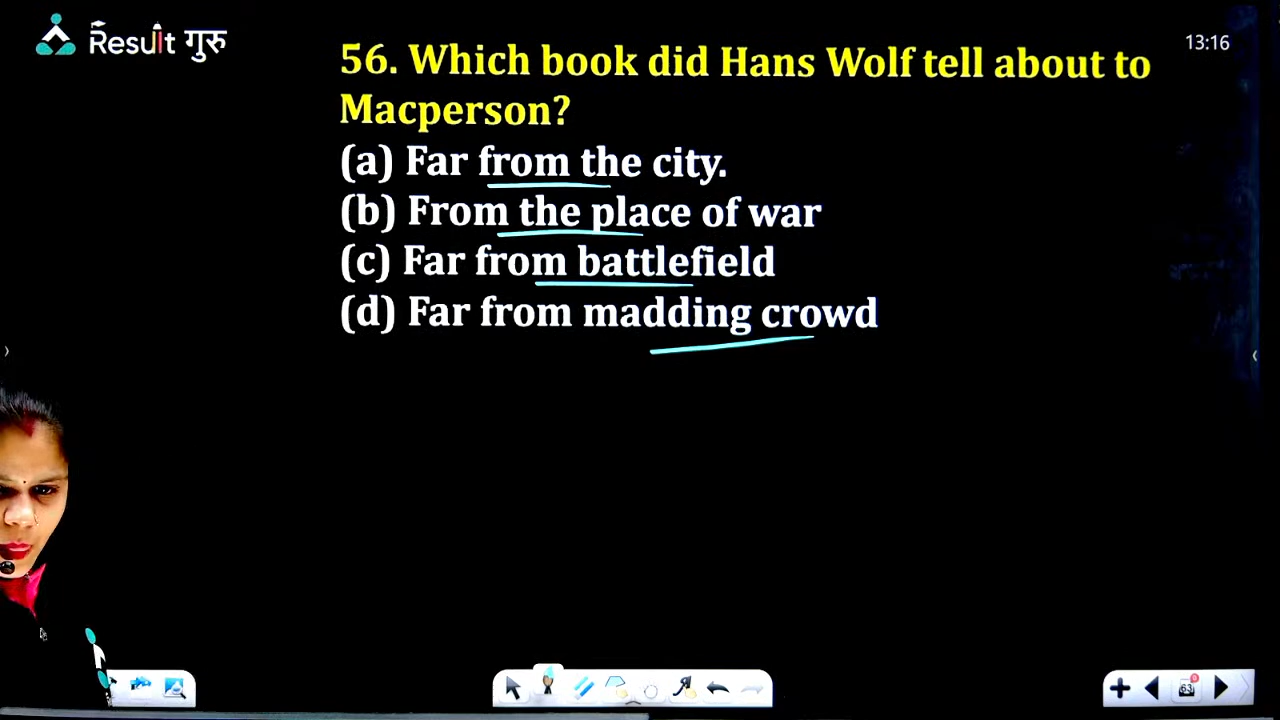 Result गुरु
13:16
56. Which book did Hans Wolf tell about to
Macperson?
(a) Far from the city.
(b) From the place of war
(c) Far from battlefield
(d) Far from madding crowd
63